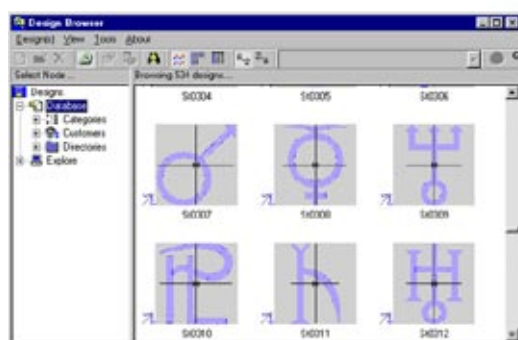 Design Browser
Design(s) View Tools About
Select Node ...
Browsing 534 designs...
Designs
Database
Categories
Customers
Directories
Explore
Sx0304 Sx0305 Sx0306
Sx0307 Sx0308 Sx0309
Sx0310 Sx0311 Sx0312